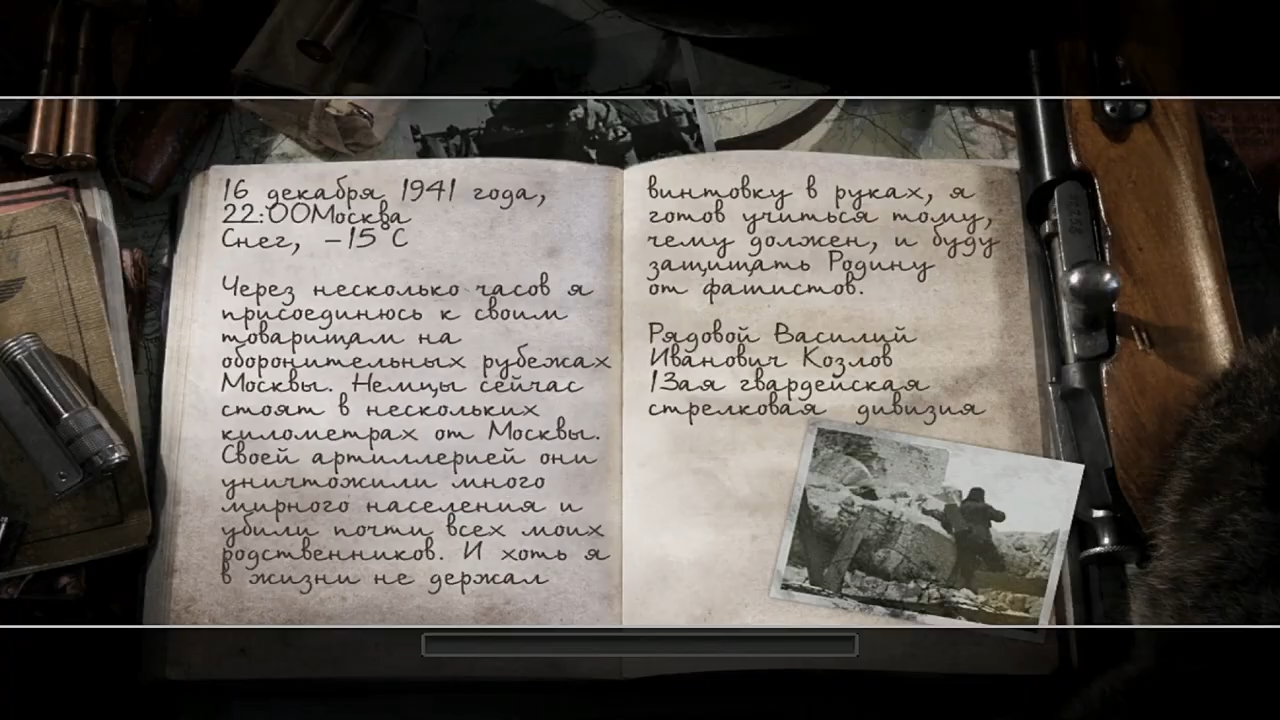 16 декабря 1941 года,
22:00Москва
Снег, -15°C
Через несколько часов я
присоединюсь к своим
товарищам на
оборонительных рубежах
Москвы. Немцы сейчас
стоят в нескольких
километрах от Москвы.
Своей артиллерией они
уничтожили много
мирного населения и
убили почти всех моих
родственников. И хоть я
в жизни не держал
винтовку в руках, я
готов учиться тому,
чему должен, и буду
защищать Родину
от фашистов.
Рядовой Василий
Иванович Козлов
13ая гвардейская
стрелковая дивизия